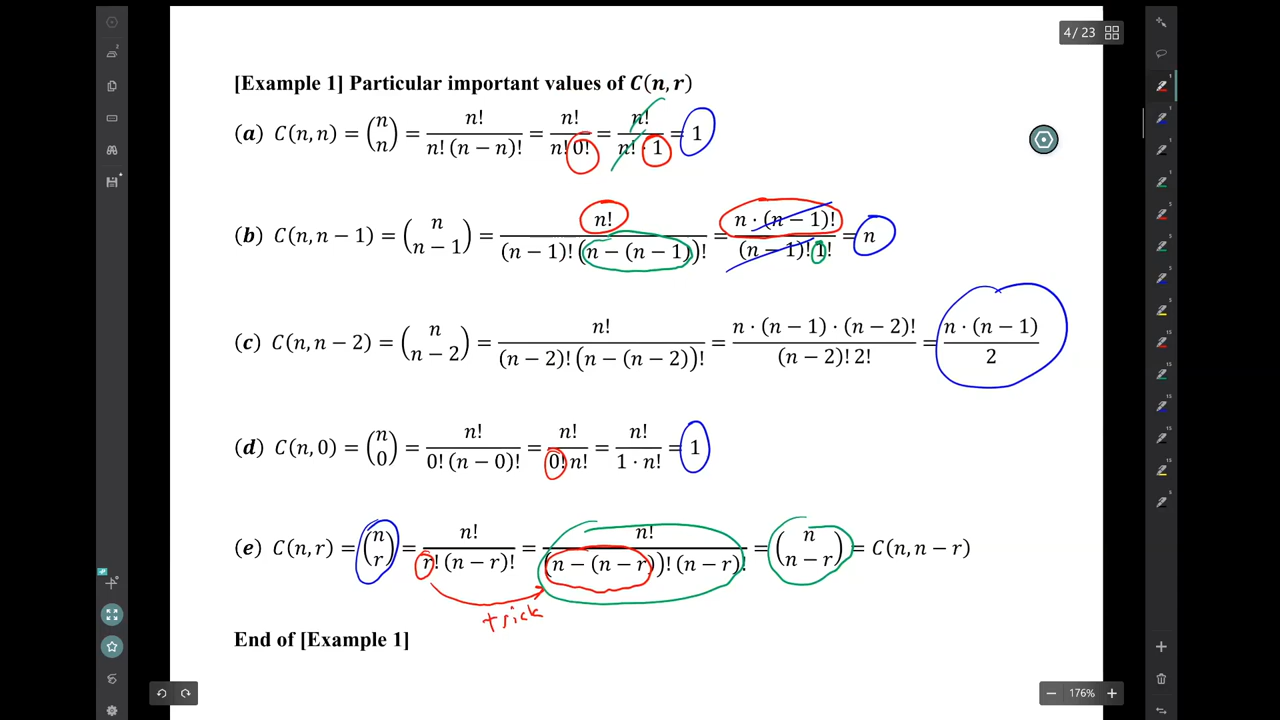 4 / 23
[Example 1] Particular important values of C(n, r)
(a) C(n, n) = (n n) = n! / n! (n − n)! = n! / n! 0! = n! / n! · 1 = 1
(b) C(n, n − 1) = (n n − 1) = n! / (n − 1)! (n − (n − 1))! = n · (n − 1)! / (n − 1)! 1! = n
(c) C(n, n − 2) = (n n − 2) = n! / (n − 2)! (n − (n − 2))! = n · (n − 1) · (n − 2)! / (n − 2)! 2! = n · (n − 1) / 2
(d) C(n, 0) = (n 0) = n! / 0! (n − 0)! = n! / 0! n! = n! / 1 · n! = 1
(e) C(n, r) = (n r) = n! / r! (n − r)! = n! / (n − (n − r))! (n − r)! = (n n − r) = C(n, n − r)
trick
End of [Example 1]
176%